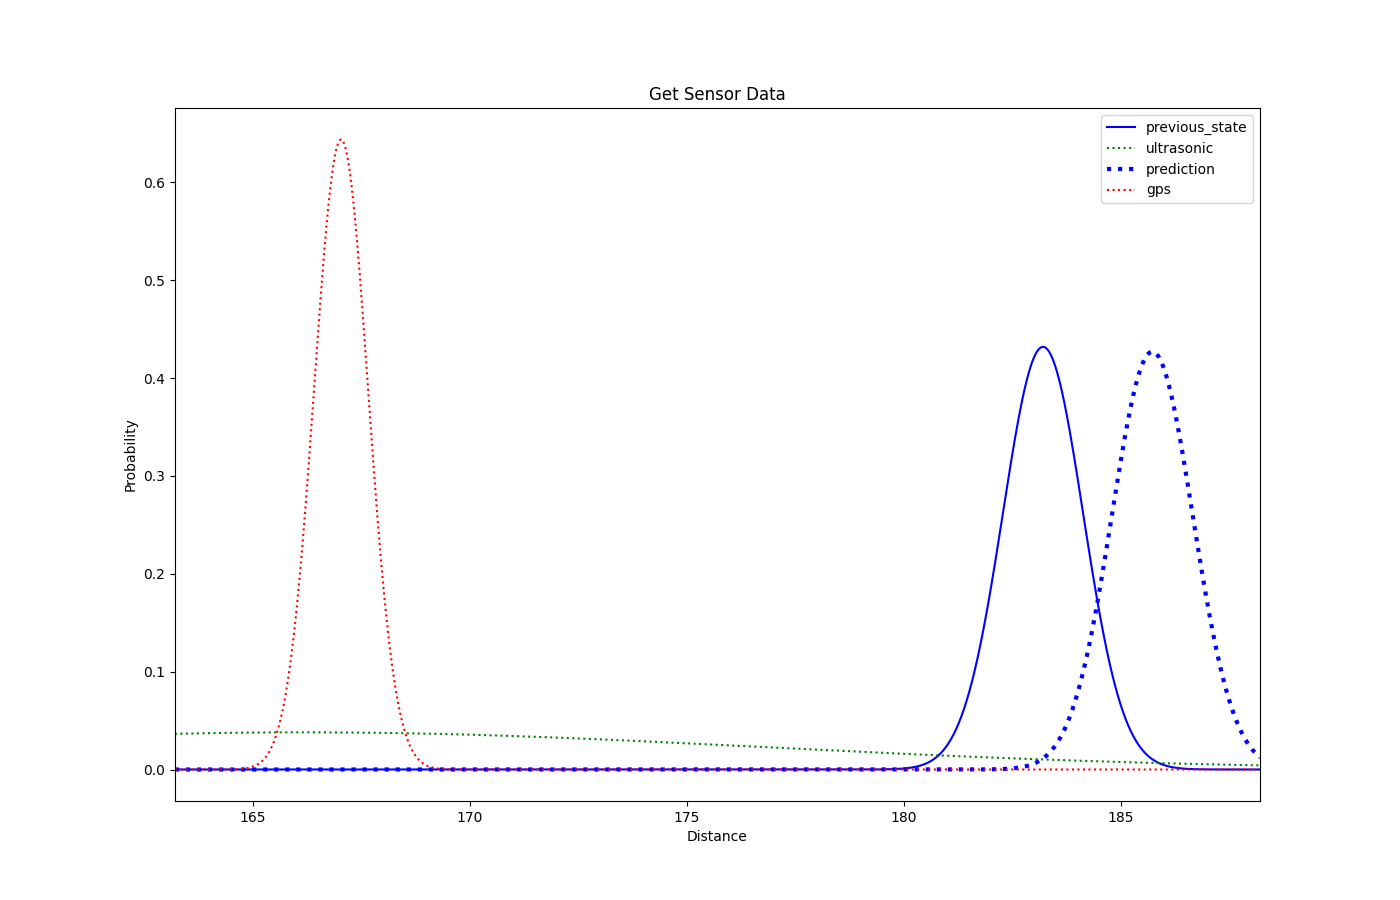 Get Sensor Data
previous_state
ultrasonic
prediction
gps
0.6
0.5
0.4
0.3
0.2
0.1
0.0
Probability
165 170 175 180 185
Distance